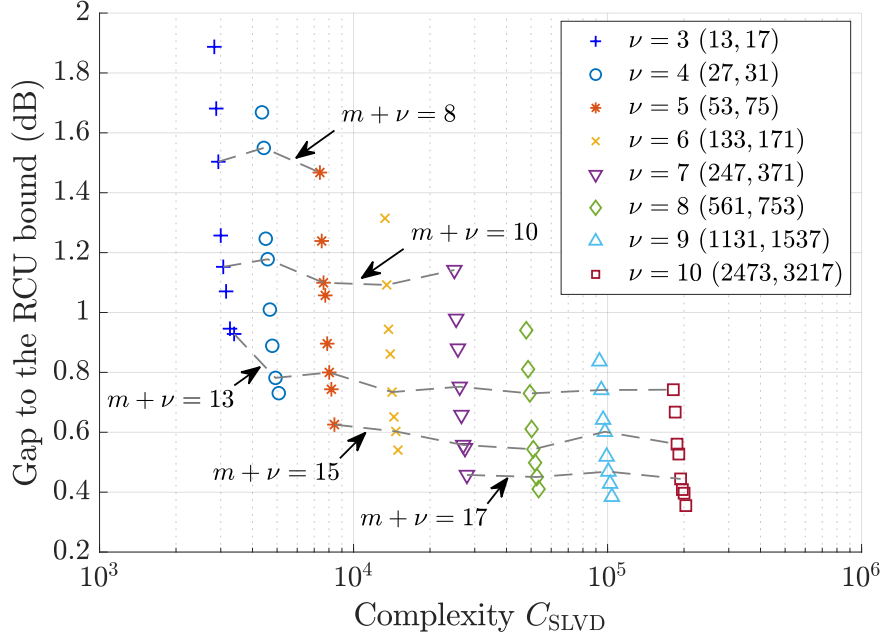 2
1.8
1.6
1.4
1.2
1
0.8
0.6
0.4
0.2
Gap to the RCU bound (dB)
10³
10⁴
10⁵
10⁶
Complexity C_SLVD
m + ν = 8
m + ν = 10
m + ν = 13
m + ν = 15
m + ν = 17
ν = 3 (13, 17)
ν = 4 (27, 31)
ν = 5 (53, 75)
ν = 6 (133, 171)
ν = 7 (247, 371)
ν = 8 (561, 753)
ν = 9 (1131, 1537)
ν = 10 (2473, 3217)